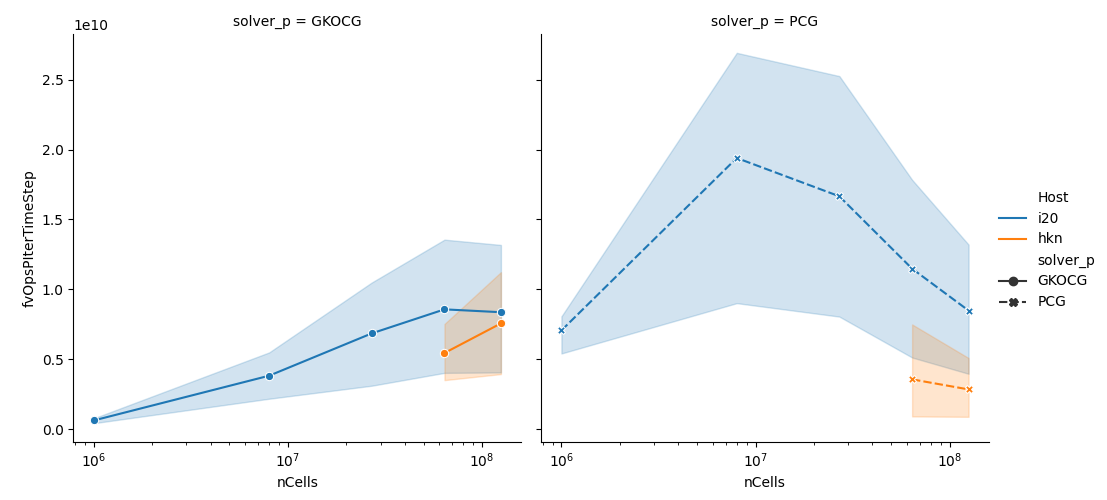 1e10
solver_p = GKOCG
solver_p = PCG
2.5
2.0
1.5
1.0
0.5
0.0
fvOpsPIterTimeStep
10⁶
10⁷
10⁸
10⁶
10⁷
10⁸
nCells
nCells
Host
i20
hkn
solver_p
GKOCG
PCG